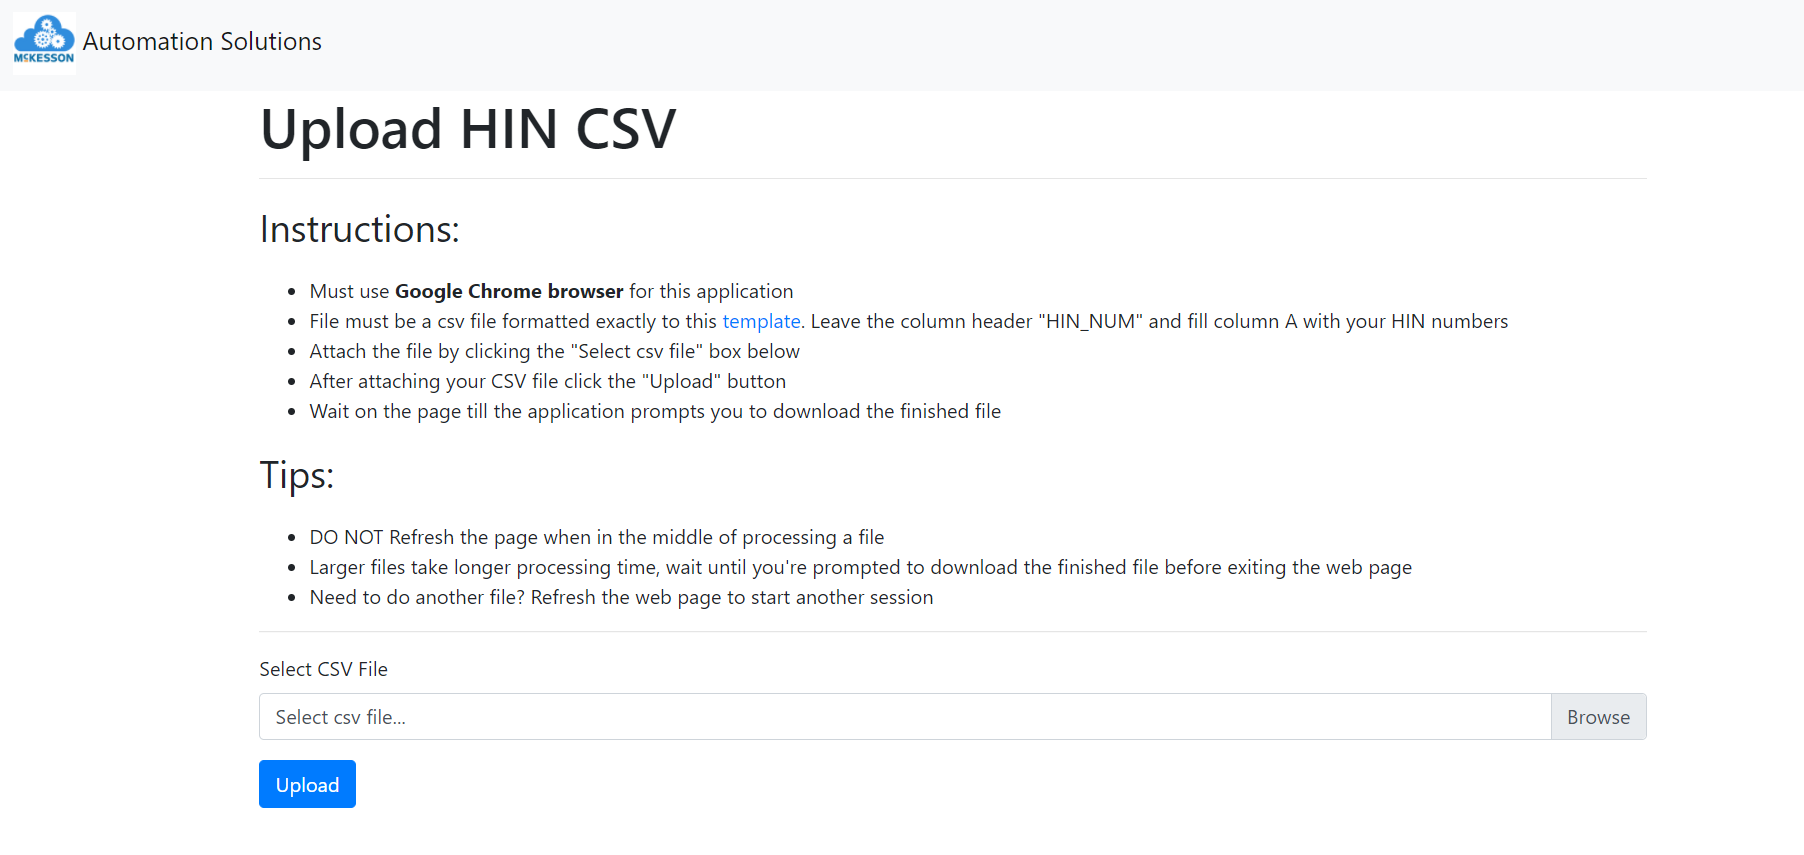 MCKESSON
Automation Solutions
Upload HIN CSV
Instructions:
Must use Google Chrome browser for this application
File must be a csv file formatted exactly to this template. Leave the column header "HIN_NUM" and fill column A with your HIN numbers
Attach the file by clicking the "Select csv file" box below
After attaching your CSV file click the "Upload" button
Wait on the page till the application prompts you to download the finished file
Tips:
DO NOT Refresh the page when in the middle of processing a file
Larger files take longer processing time, wait until you're prompted to download the finished file before exiting the web page
Need to do another file? Refresh the web page to start another session
Select CSV File
Select csv file... Browse
Upload